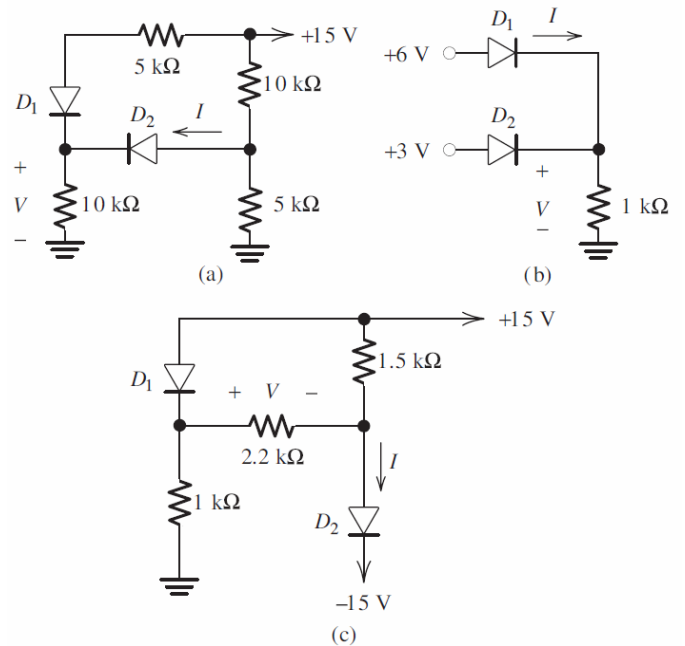 +15 V
5 kΩ
10 kΩ
D1
D2
I
+
V
−
10 kΩ
5 kΩ
(a)
D1
I
+6 V
D2
+3 V
+
V
−
1 kΩ
(b)
+15 V
1.5 kΩ
D1
+ V −
2.2 kΩ
I
1 kΩ
D2
−15 V
(c)